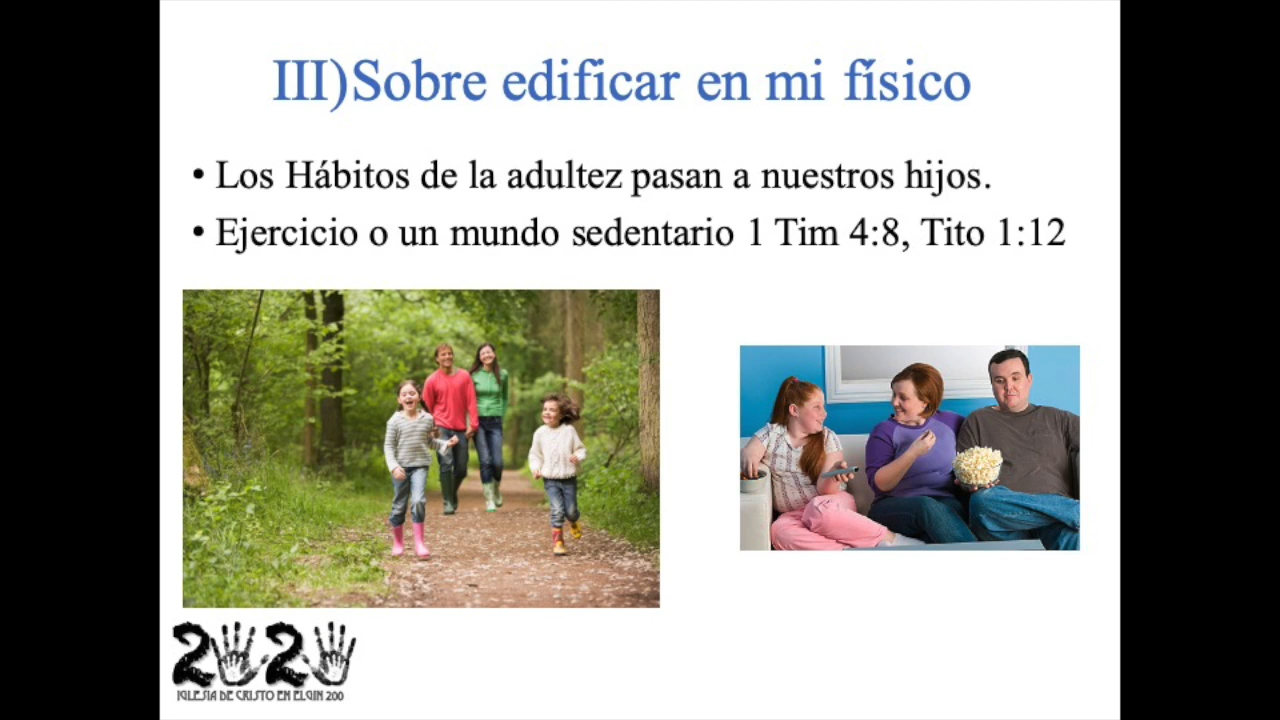 III)Sobre edificar en mi físico
• Los Hábitos de la adultez pasan a nuestros hijos.
• Ejercicio o un mundo sedentario 1 Tim 4:8, Tito 1:12
2020
IGLESIA DE CRISTO EN ELGIN 200